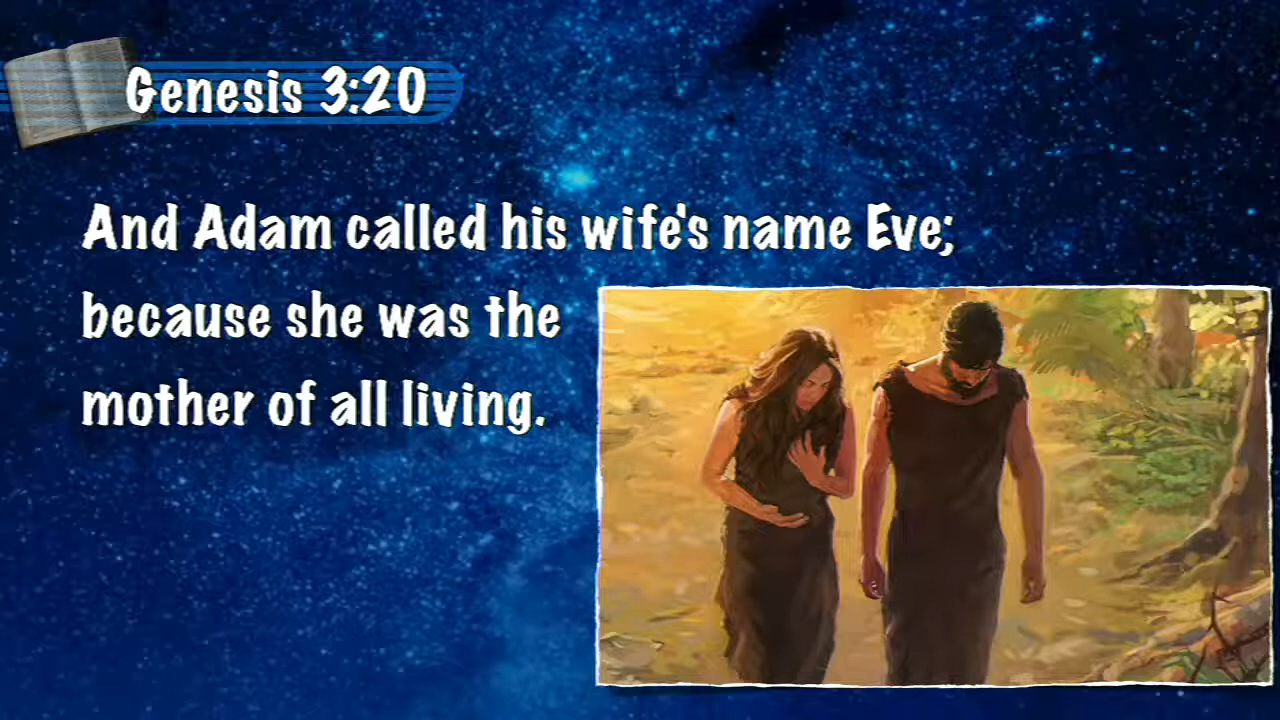 Genesis 3:20
And Adam called his wife's name Eve;
because she was the
mother of all living.